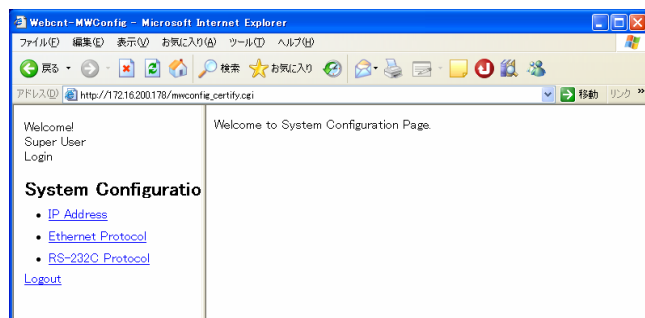 Webcnt-MWConfig - Microsoft Internet Explorer
ファイル(F) 編集(E) 表示(V) お気に入り(A) ツール(T) ヘルプ(H)
戻る 検索 お気に入り
アドレス(D) http://172.16.200.178/mwconfig_certify.cgi 移動 リンク »
Welcome!
Super User
Login
Welcome to System Configuration Page.
System Configuratio
• IP Address
• Ethernet Protocol
• RS-232C Protocol
Logout